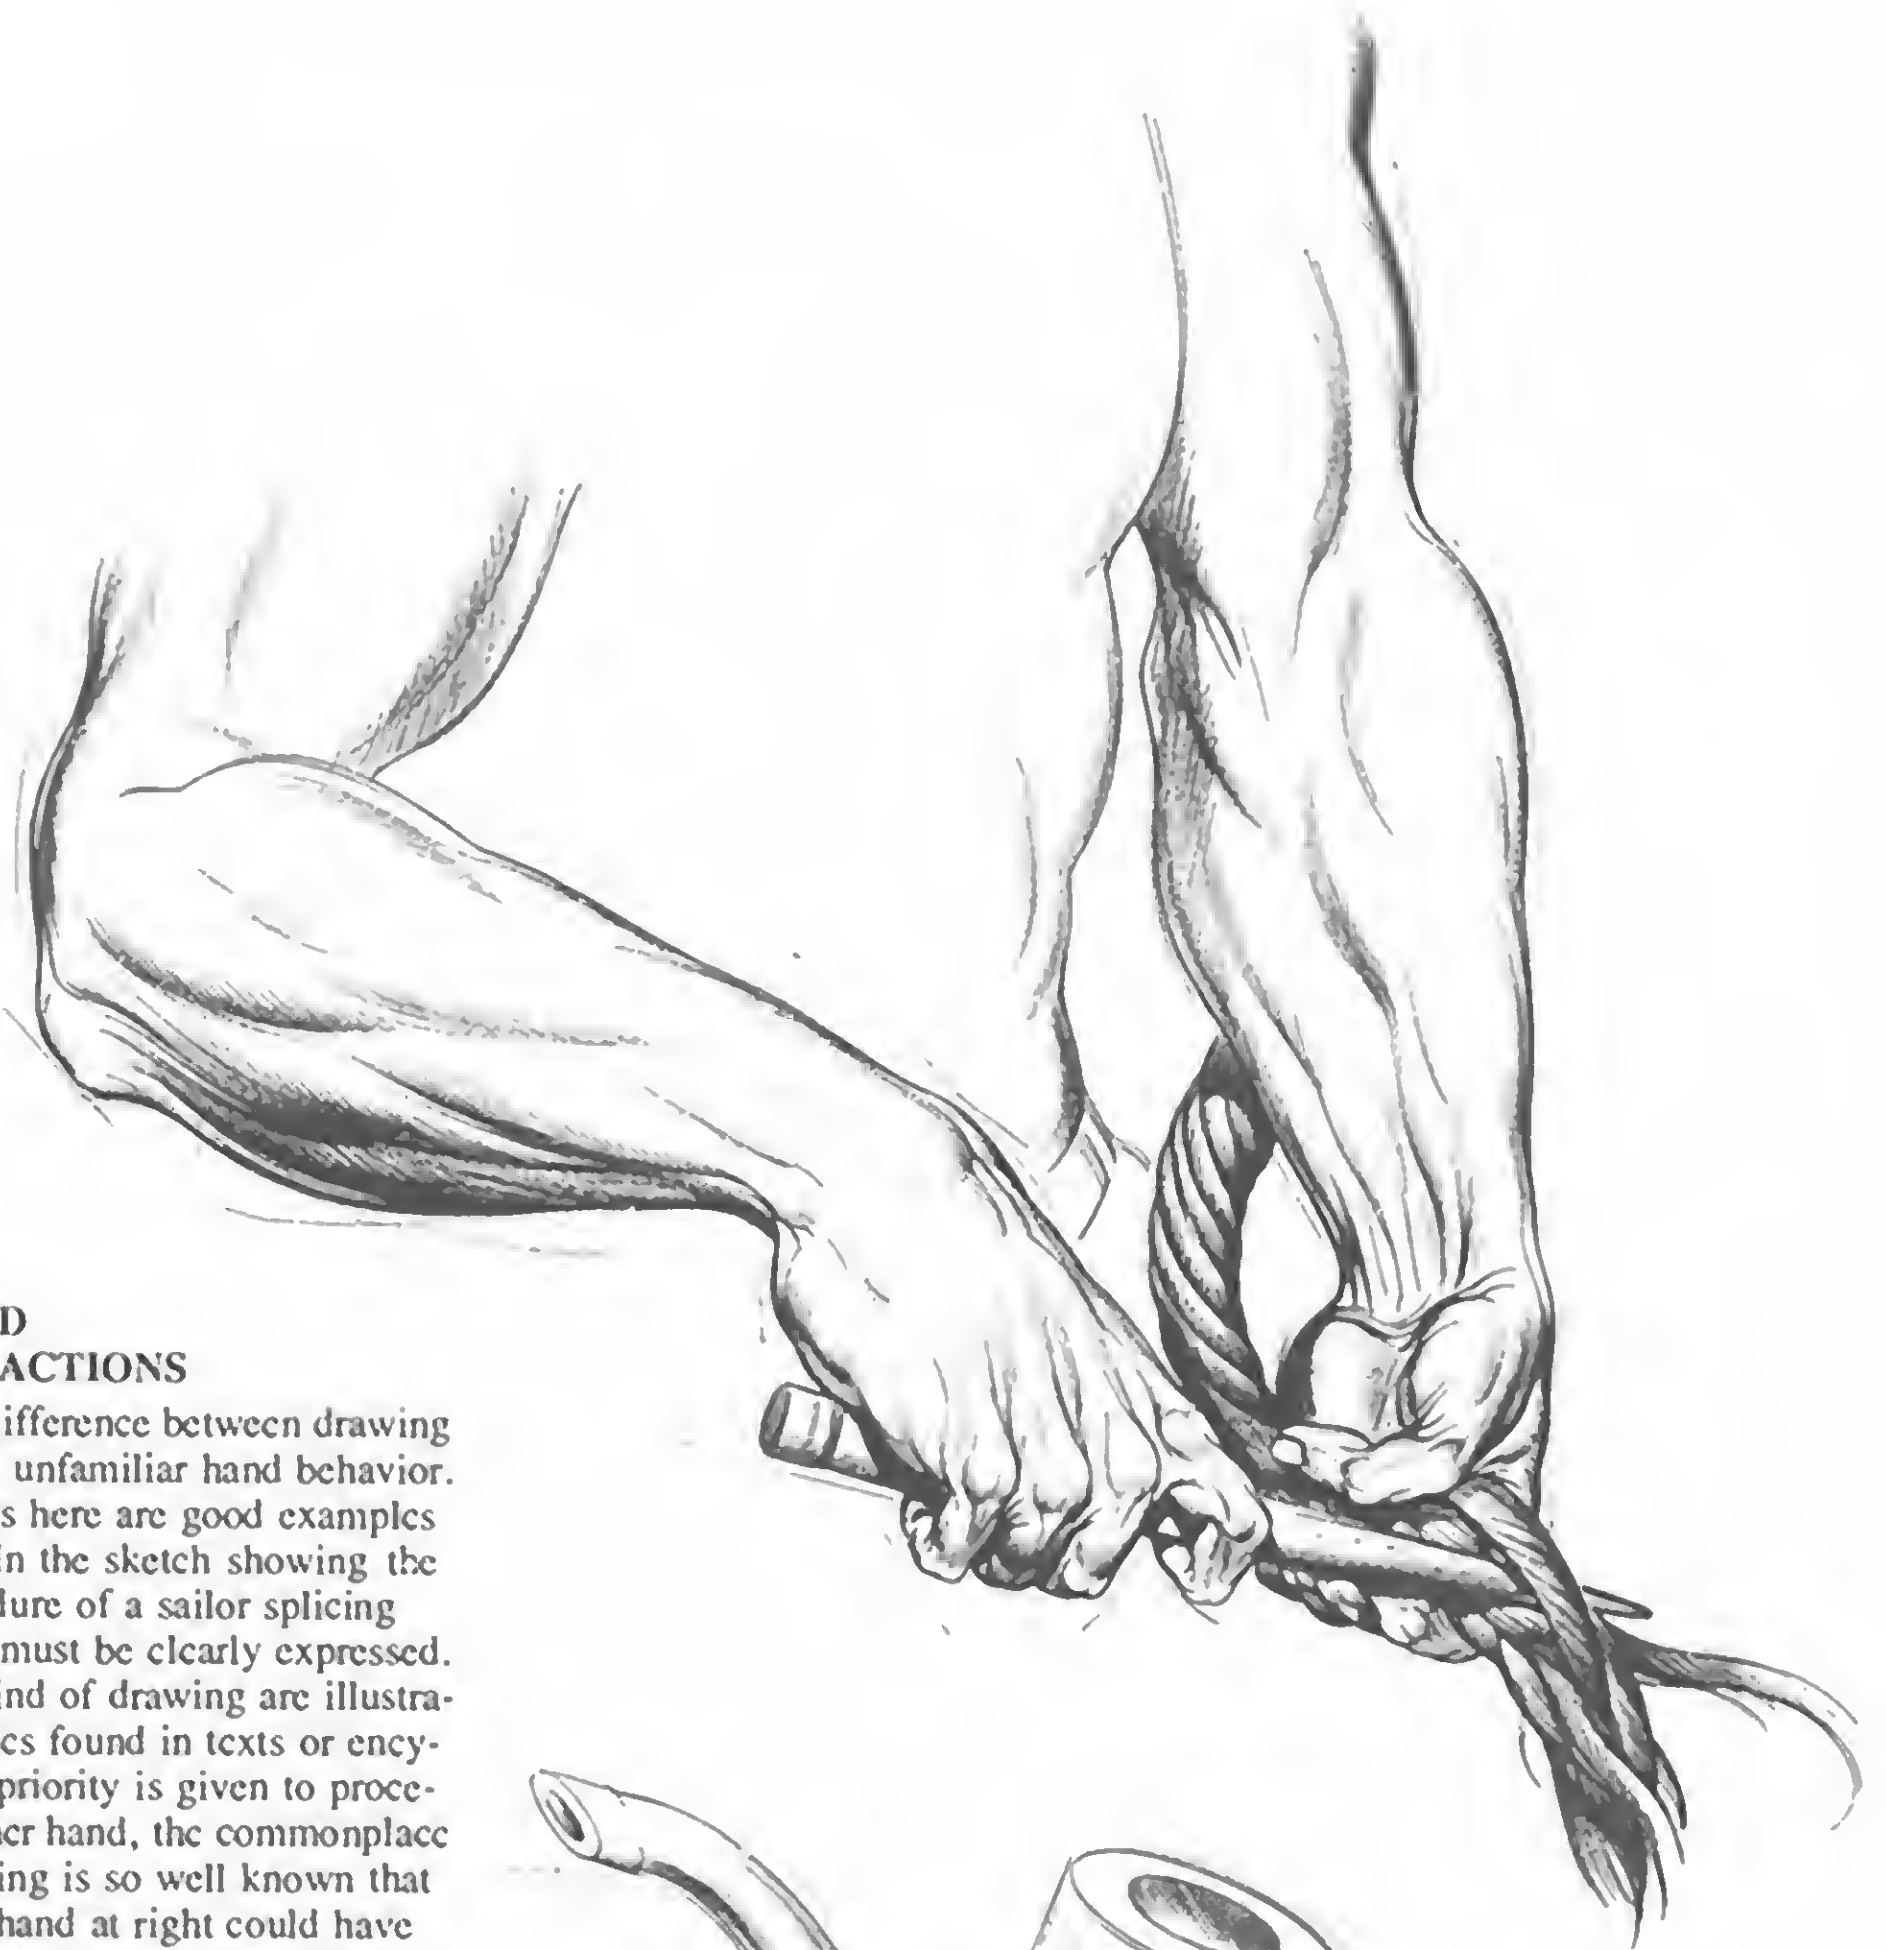 D
ACTIONS
ifference between drawing
unfamiliar hand behavior.
s here are good examples
In the sketch showing the
dure of a sailor splicing
must be clearly expressed.
ind of drawing are illustra-
es found in texts or ency-
priority is given to proce-
er hand, the commonplace
ing is so well known that
hand at right could have